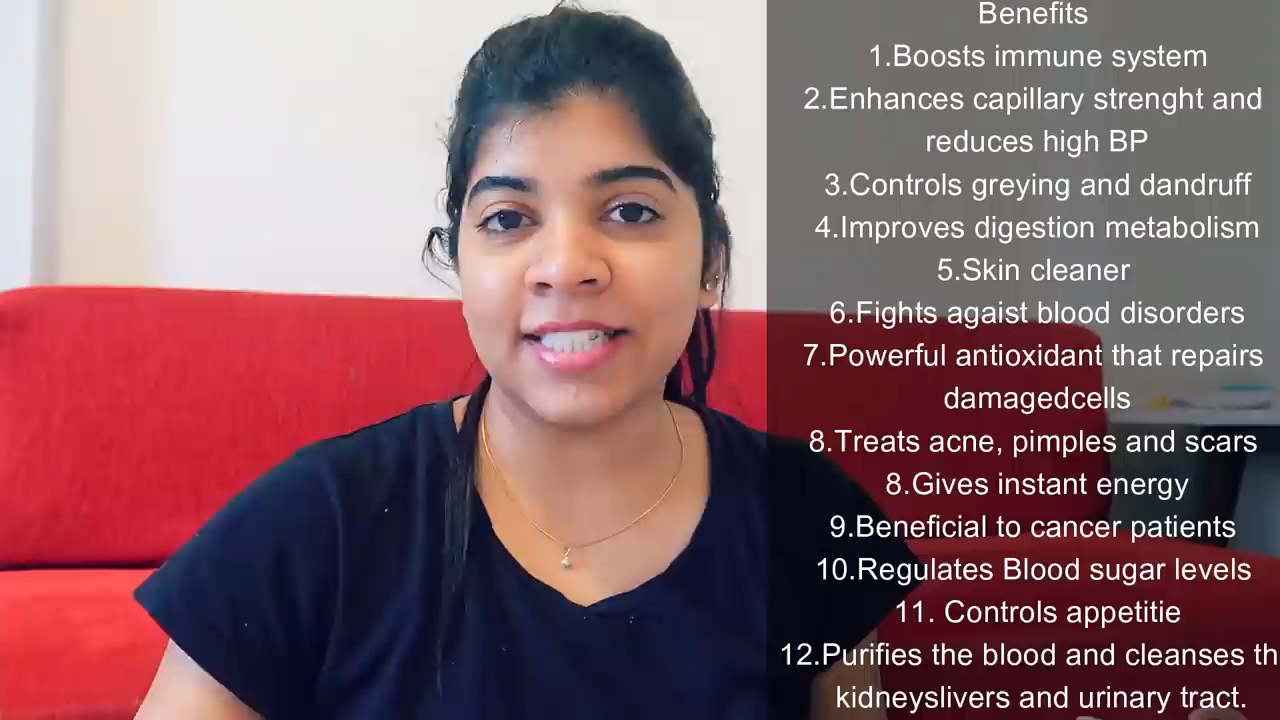 Benefits
1.Boosts immune system
2.Enhances capillary strenght and
reduces high BP
3.Controls greying and dandruff
4.Improves digestion metabolism
5.Skin cleaner
6.Fights agaist blood disorders
7.Powerful antioxidant that repairs
damagedcells
8.Treats acne, pimples and scars
8.Gives instant energy
9.Beneficial to cancer patients
10.Regulates Blood sugar levels
11. Controls appetitie
12.Purifies the blood and cleanses th
kidneyslivers and urinary tract.